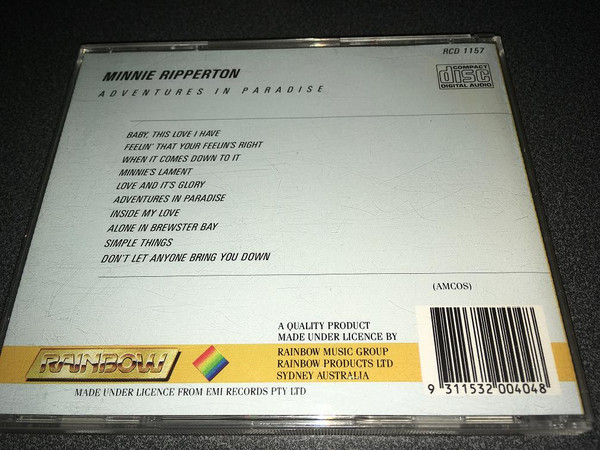 MINNIE RIPPERTON
RCD 1157
ADVENTURES IN PARADISE
COMPACT
disc
DIGITAL AUDIO
BABY, THIS LOVE I HAVE
FEELIN' THAT YOUR FEELIN'S RIGHT
WHEN IT COMES DOWN TO IT
MINNIE'S LAMENT
LOVE AND IT'S GLORY
ADVENTURES IN PARADISE
INSIDE MY LOVE
ALONE IN BREWSTER BAY
SIMPLE THINGS
DON'T LET ANYONE BRING YOU DOWN
(AMCOS)
A QUALITY PRODUCT
MADE UNDER LICENCE BY
RAINBOW
RAINBOW MUSIC GROUP
RAINBOW PRODUCTS LTD
SYDNEY AUSTRALIA
MADE UNDER LICENCE FROM EMI RECORDS PTY LTD
9 311532 004048